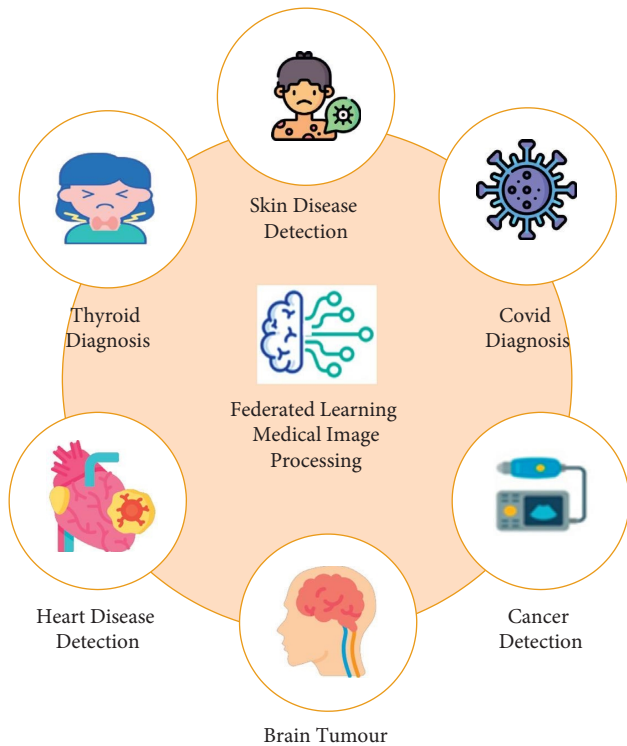 Skin Disease
Detection
Thyroid
Diagnosis
Covid
Diagnosis
Federated Learning
Medical Image
Processing
Heart Disease
Detection
Cancer
Detection
Brain Tumour